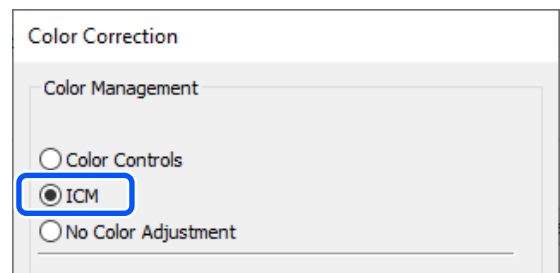 Color Correction
Color Management
Color Controls
ICM
No Color Adjustment